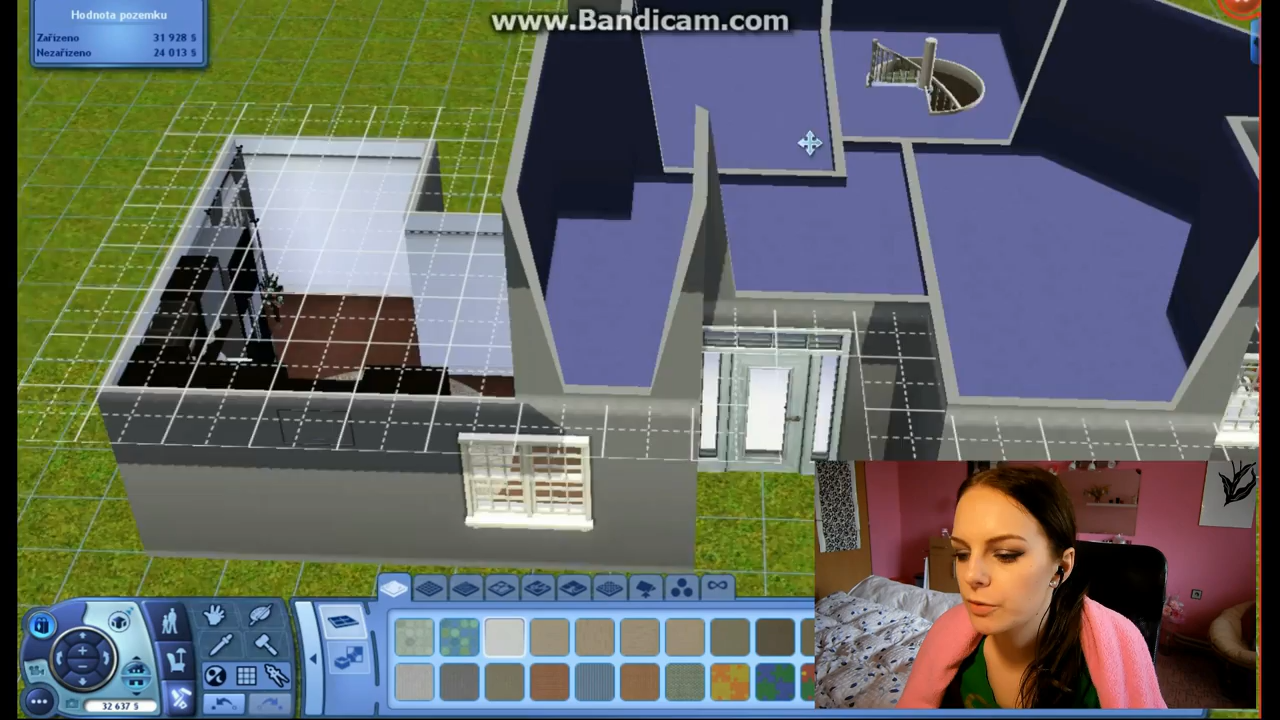 www.Bandicam.com
Hodnota pozemku
Zařízeno 31 928 $
Nezařízeno 24 013 $
32 637 $